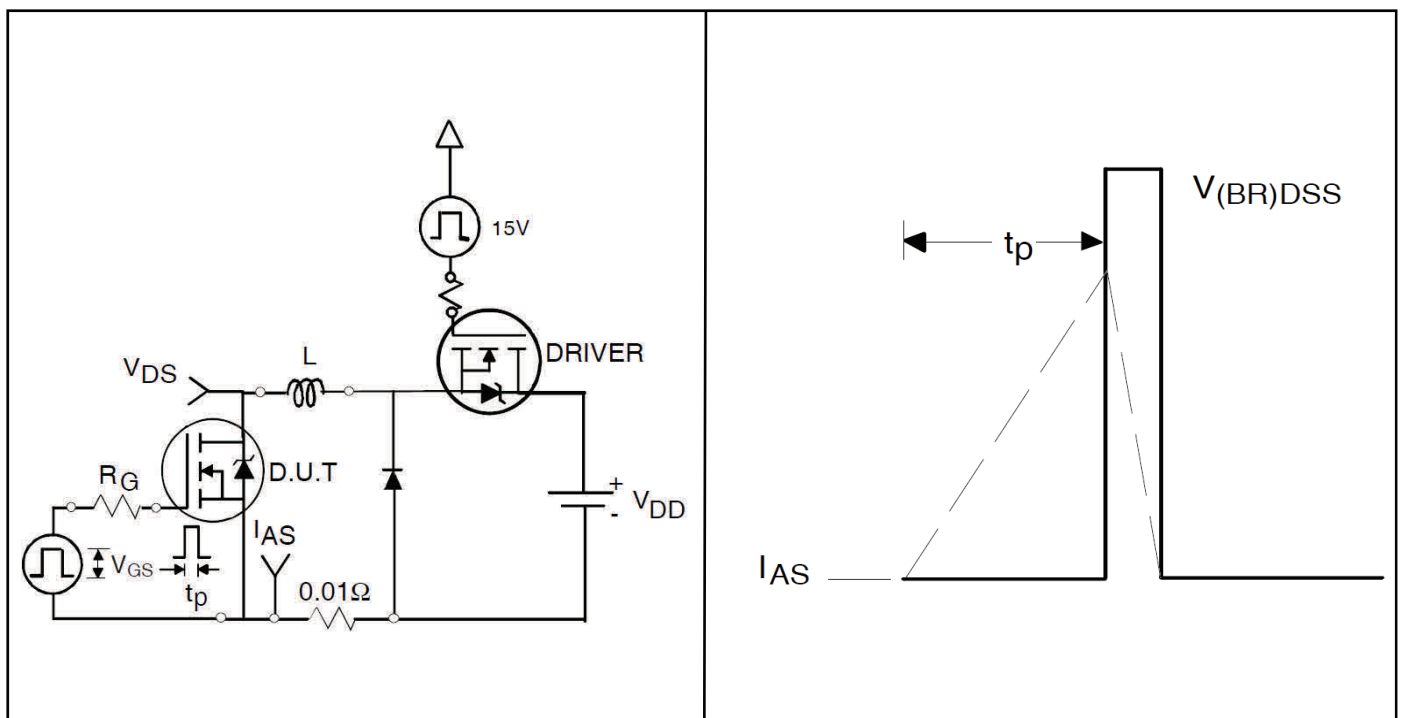 15V
DRIVER
L
VDS
D.U.T
RG
+
- VDD
IAS
VGS
tp
0.01Ω
V(BR)DSS
tp
IAS